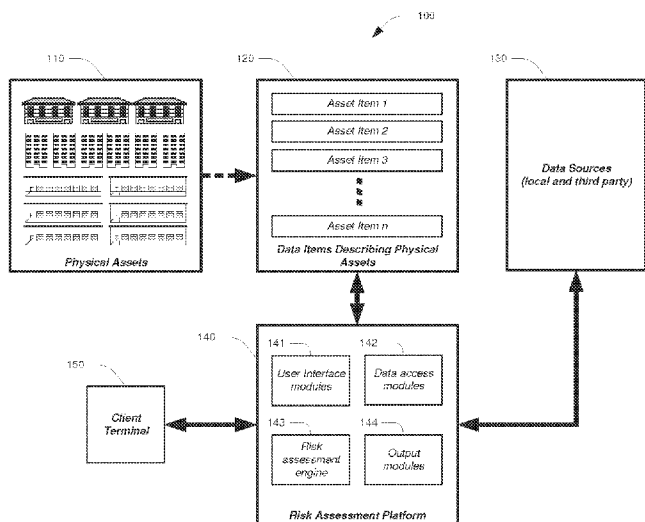 100
110
120
130
Asset Item 1
Asset Item 2
Asset Item 3
Asset Item n
Physical Assets
Data Items Describing Physical
Assets
Data Sources
(local and third party)
140
141
142
User Interface
modules
Data access
modules
150
Client
Terminal
143
144
Risk
assessment
engine
Output
modules
Risk Assessment Platform